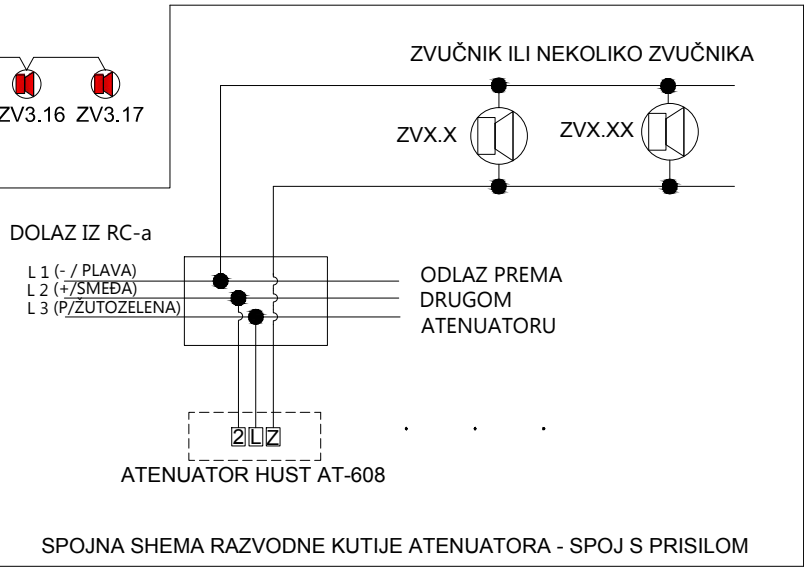 ZVUČNIK ILI NEKOLIKO ZVUČNIKA
ZV3.16 ZV3.17
ZVX.X
ZVX.XX
DOLAZ IZ RC-a
L 1 (- / PLAVA)
L 2 (+/SMEĐA)
L 3 (P/ŽUTOZELENA)
ODLAZ PREMA
DRUGOM
ATENUATORU
2 L Z
ATENUATOR HUST AT-608
SPOJNA SHEMA RAZVODNE KUTIJE ATENUATORA - SPOJ S PRISILOM